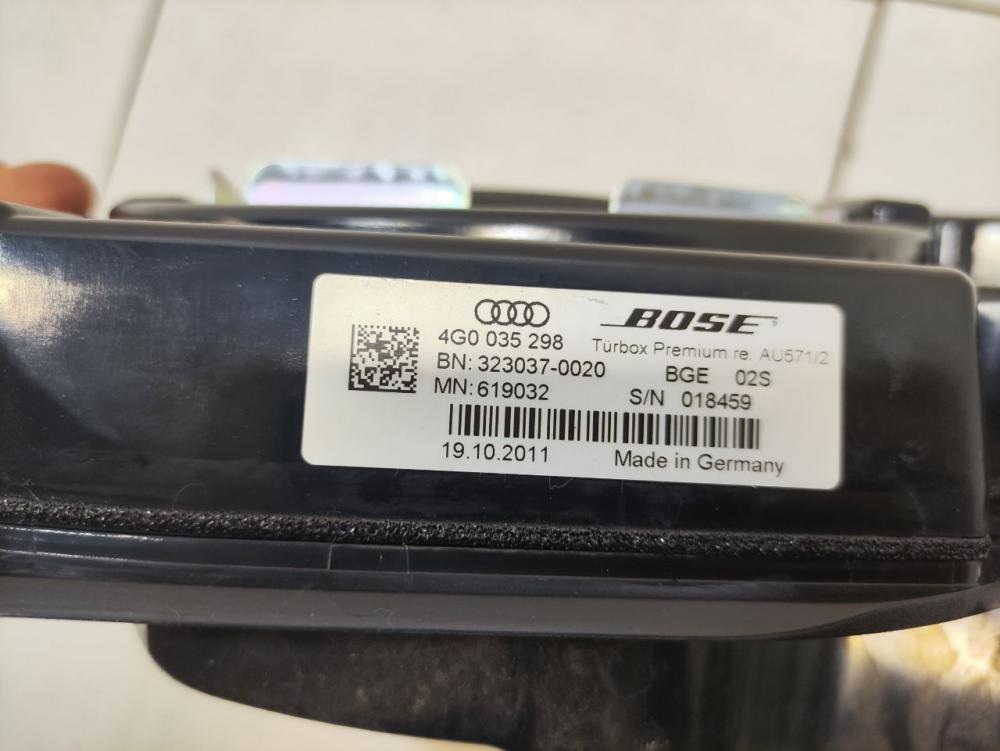 BOSE
4G0 035 298
Türbox Premium re. AU571/2
BN: 323037-0020
BGE 02S
MN: 619032
S/N 018459
19.10.2011
Made in Germany